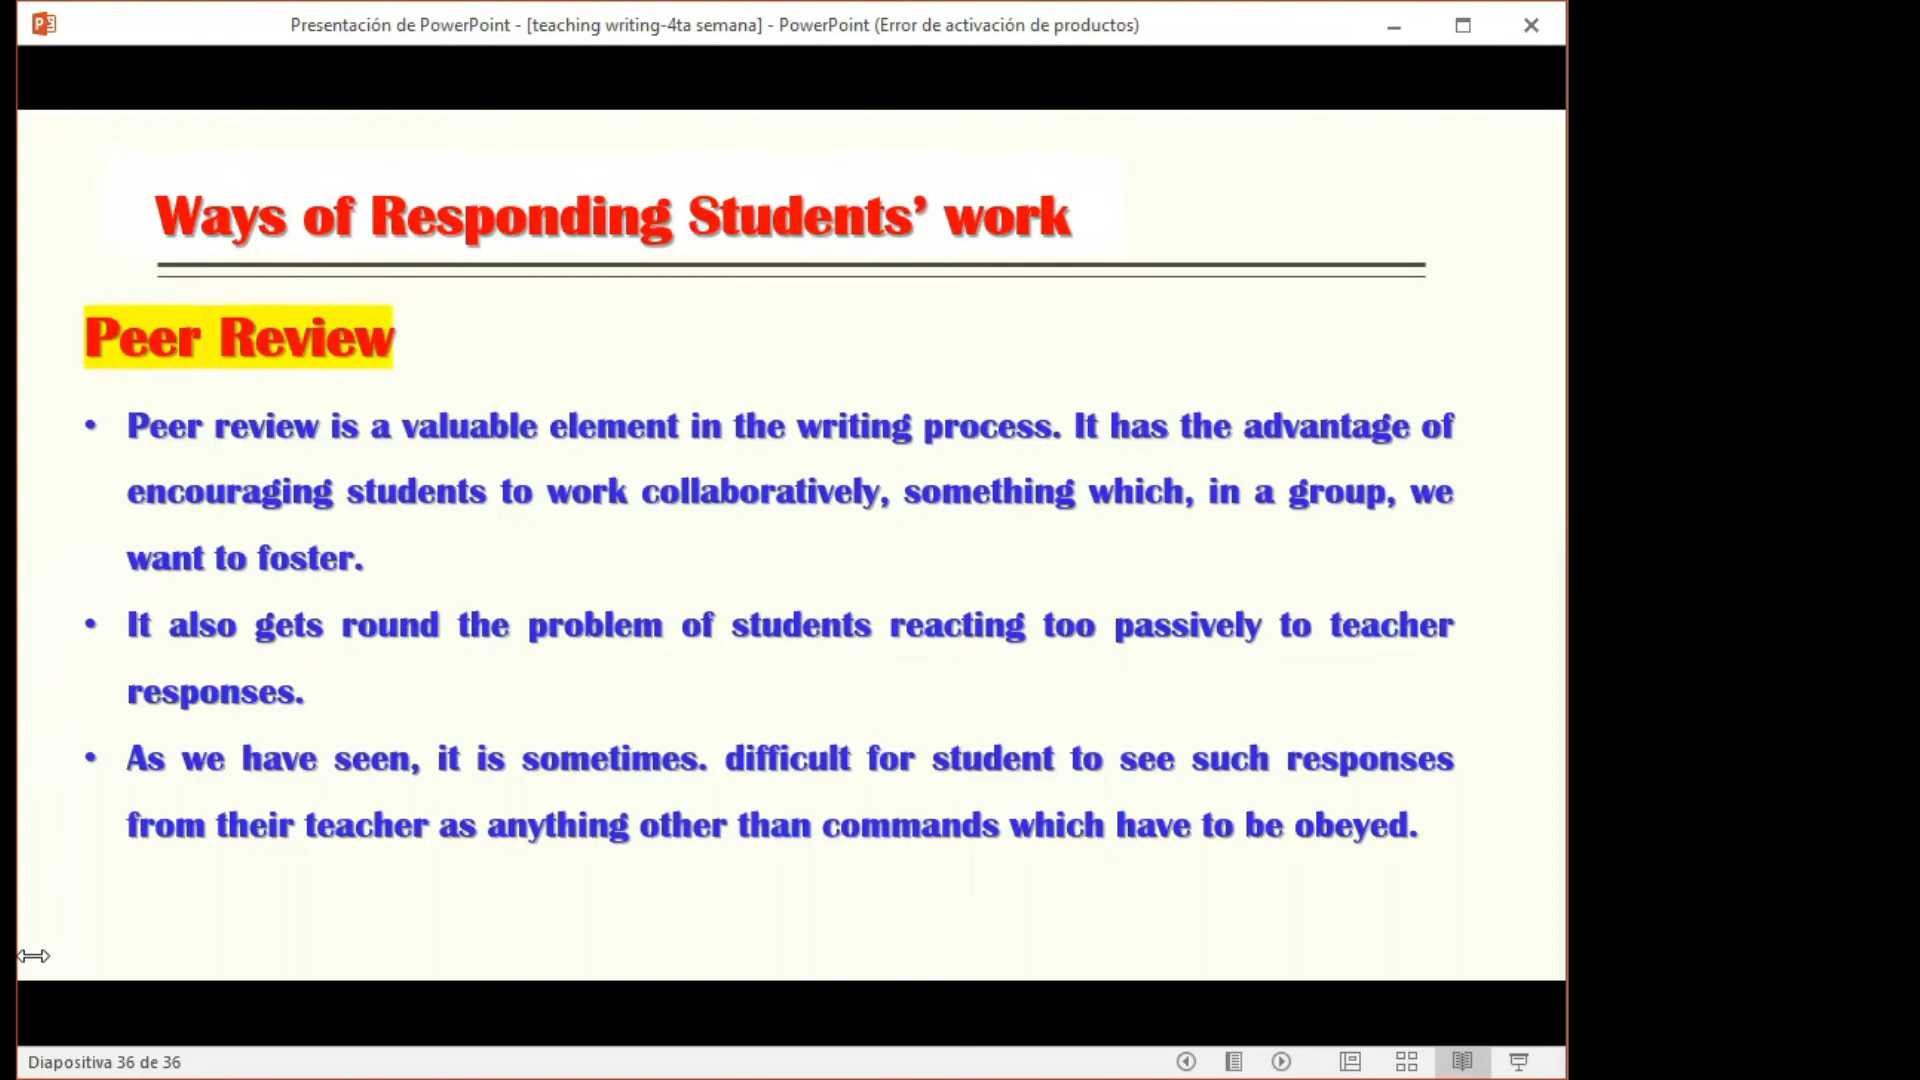 Presentación de PowerPoint - [teaching writing-4ta semana] - PowerPoint (Error de activación de productos)
Ways of Responding Students’ work
Peer Review
• Peer review is a valuable element in the writing process. It has the advantage of
encouraging students to work collaboratively, something which, in a group, we
want to foster.
• It also gets round the problem of students reacting too passively to teacher
responses.
• As we have seen, it is sometimes. difficult for student to see such responses
from their teacher as anything other than commands which have to be obeyed.
Diapositiva 36 de 36